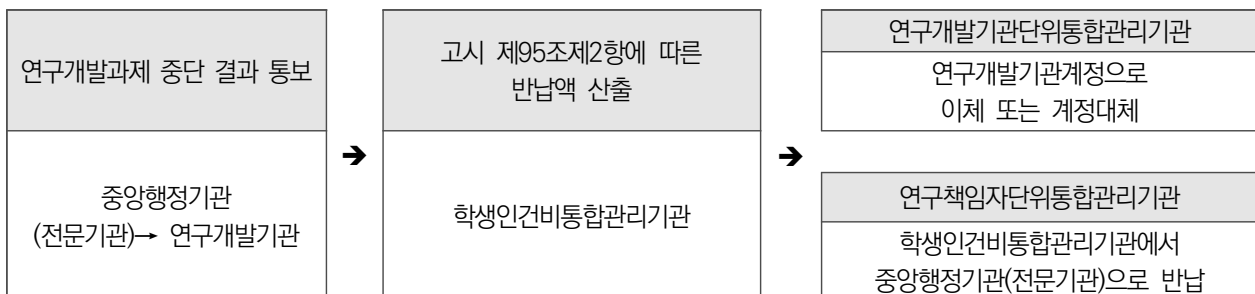 연구개발과제 중단 결과 통보
중앙행정기관
(전문기관)→ 연구개발기관
➔
고시 제95조제2항에 따른
반납액 산출
학생인건비통합관리기관
➔
연구개발기관단위통합관리기관
연구개발기관계정으로
이체 또는 계정대체
연구책임자단위통합관리기관
학생인건비통합관리기관에서
중앙행정기관(전문기관)으로 반납